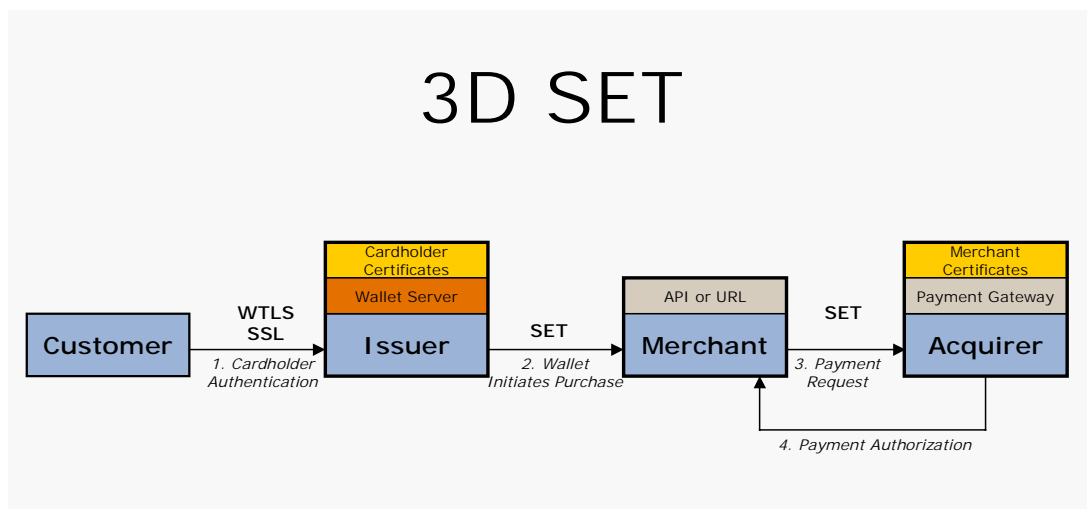 3D SET
Cardholder
Certificates
Wallet Server
Issuer
Merchant
Certificates
Payment Gateway
Acquirer
API or URL
Merchant
Customer
WTLS
SSL
1. Cardholder
Authentication
SET
2. Wallet
Initiates Purchase
SET
3. Payment
Request
4. Payment Authorization